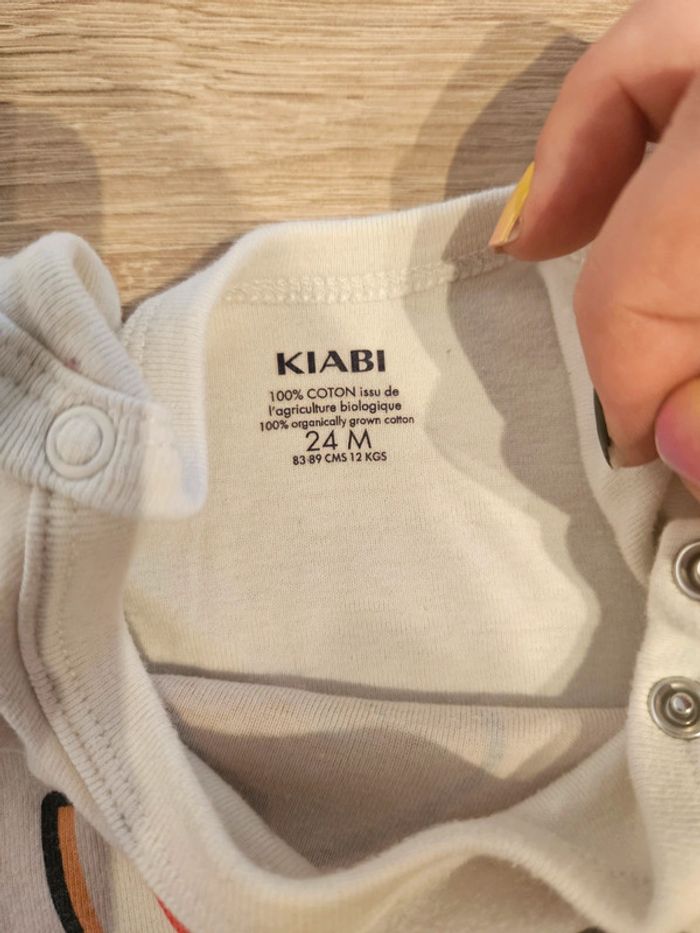 KIABI
100% COTON issu de
l'agriculture biologique
100% organically grown cotton
24 M
83-89 CMS 12 KGS